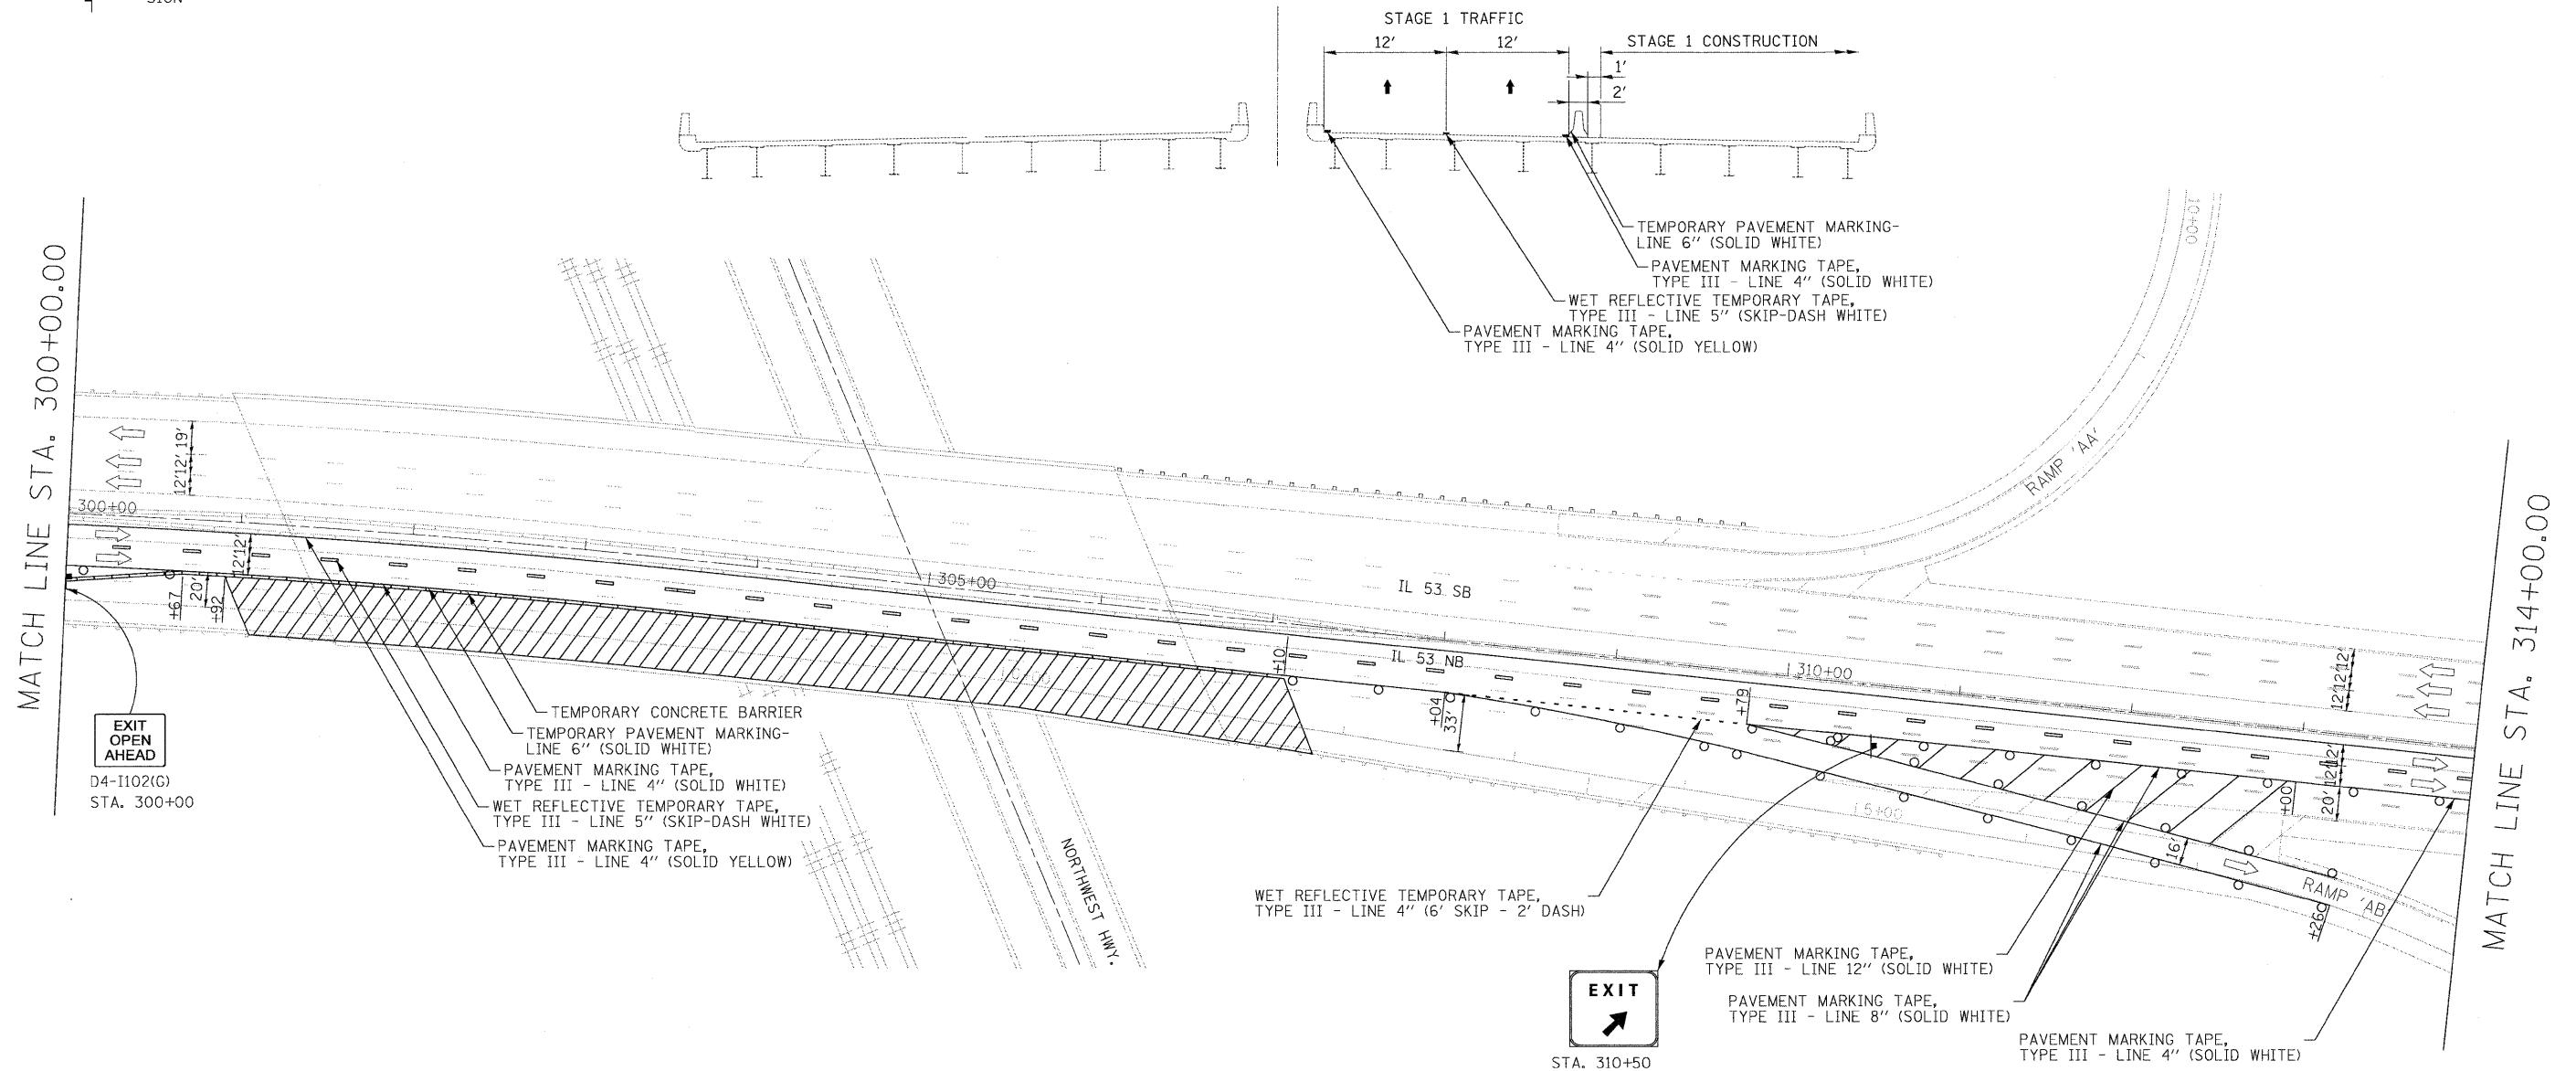 SIGN
STAGE 1 TRAFFIC
12' 12'
STAGE 1 CONSTRUCTION
1'
2'
TEMPORARY PAVEMENT MARKING-
LINE 6" (SOLID WHITE)
PAVEMENT MARKING TAPE,
TYPE III - LINE 4" (SOLID WHITE)
WET REFLECTIVE TEMPORARY TAPE,
TYPE III - LINE 5" (SKIP-DASH WHITE)
PAVEMENT MARKING TAPE,
TYPE III - LINE 4" (SOLID YELLOW)
10+00
MATCH LINE STA. 300+00.00
19'
12'
12'
300+00
12'
12'
+67
20'
+92
305+00
IL 53 SB
IL 53 NB
+10
RAMP 'AA'
310+00
+04
33'
+79
12'
12'
12'
12'
12'
20'
+00
5+00
16'
RAMP 'AB'
+26
MATCH LINE STA. 314+00.00
EXIT
OPEN
AHEAD
D4-I102(G)
STA. 300+00
TEMPORARY CONCRETE BARRIER
TEMPORARY PAVEMENT MARKING-
LINE 6" (SOLID WHITE)
PAVEMENT MARKING TAPE,
TYPE III - LINE 4" (SOLID WHITE)
WET REFLECTIVE TEMPORARY TAPE,
TYPE III - LINE 5" (SKIP-DASH WHITE)
PAVEMENT MARKING TAPE,
TYPE III - LINE 4" (SOLID YELLOW)
NORTHWEST HWY.
WET REFLECTIVE TEMPORARY TAPE,
TYPE III - LINE 4" (6' SKIP - 2' DASH)
EXIT
STA. 310+50
PAVEMENT MARKING TAPE,
TYPE III - LINE 12" (SOLID WHITE)
PAVEMENT MARKING TAPE,
TYPE III - LINE 8" (SOLID WHITE)
PAVEMENT MARKING TAPE,
TYPE III - LINE 4" (SOLID WHITE)